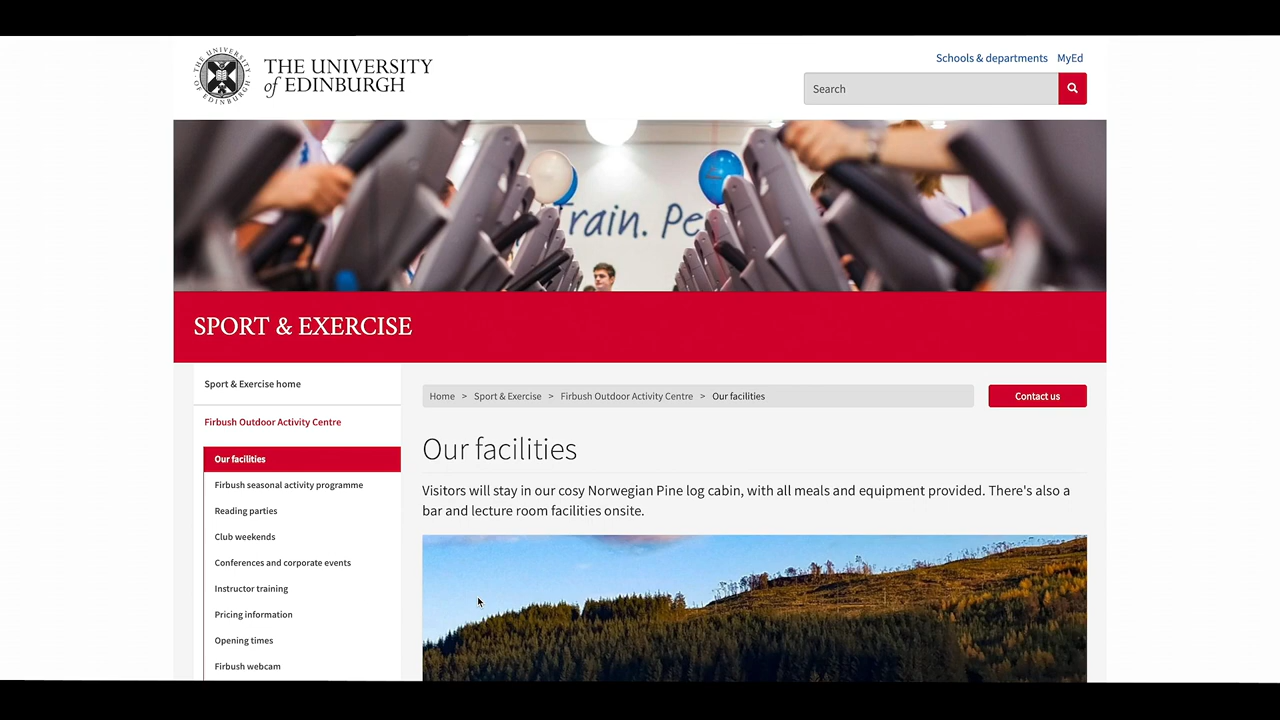 THE UNIVERSITY
of EDINBURGH
THE UNIVERSITY OF EDINBURGH
Schools & departments MyEd
Search
Train. Pe
SPORT & EXERCISE
Sport & Exercise home
Firbush Outdoor Activity Centre
Our facilities
Firbush seasonal activity programme
Reading parties
Club weekends
Conferences and corporate events
Instructor training
Pricing information
Opening times
Firbush webcam
Home > Sport & Exercise > Firbush Outdoor Activity Centre > Our facilities
Contact us
Our facilities
Visitors will stay in our cosy Norwegian Pine log cabin, with all meals and equipment provided. There's also a
bar and lecture room facilities onsite.